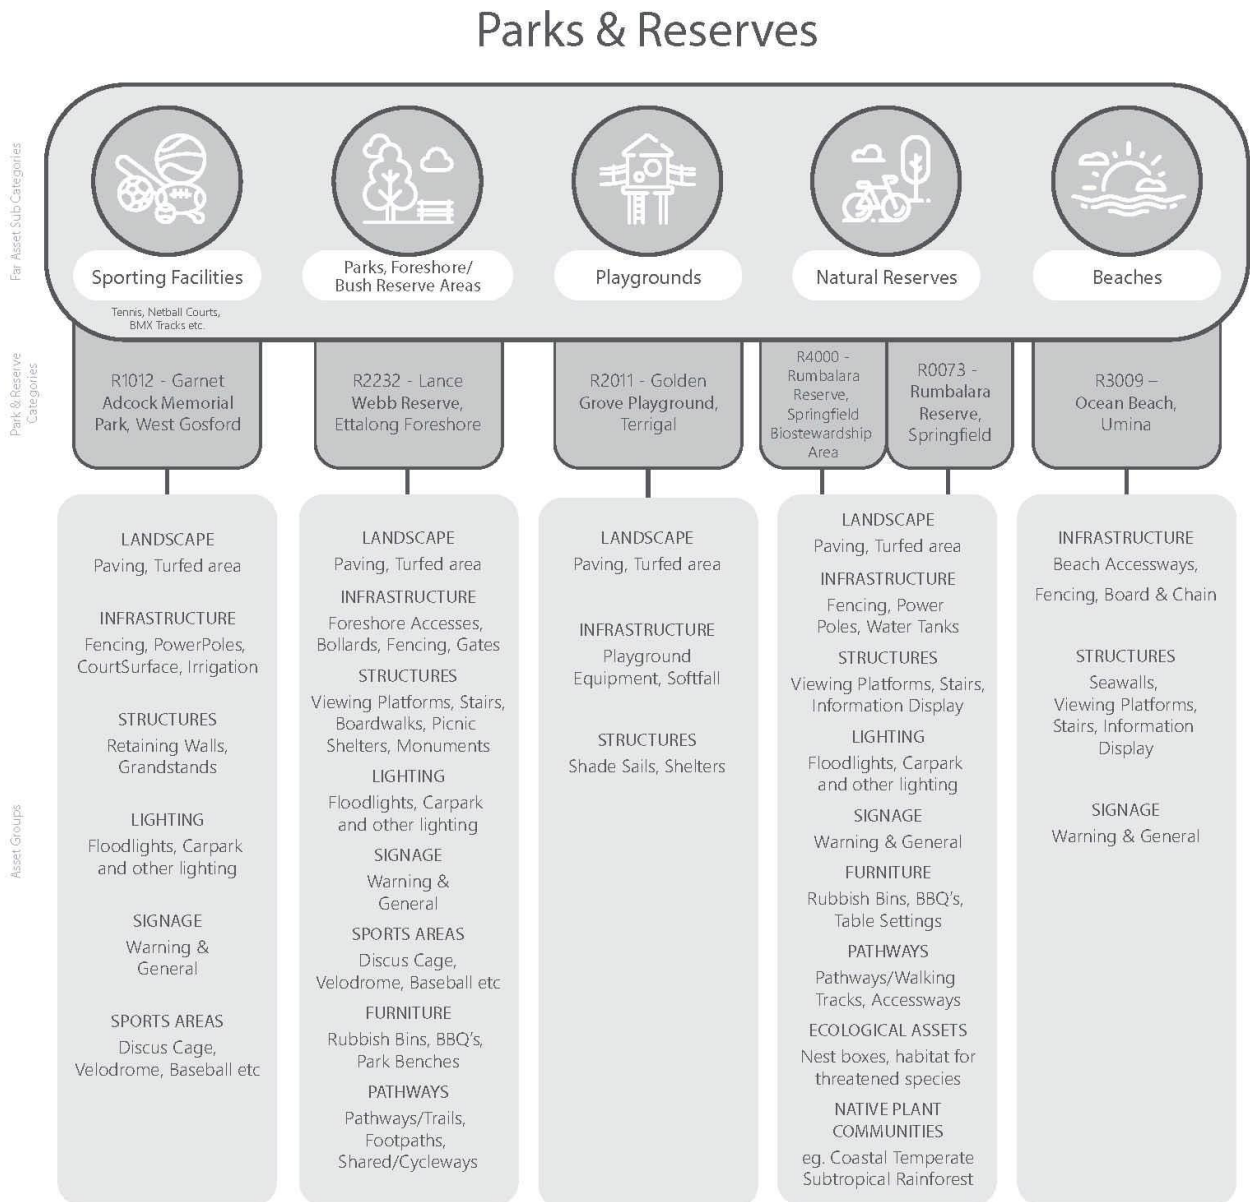 Parks & Reserves
Far Asset Sub Categories
Sporting Facilities
Tennis, Netball Courts,
BMX Tracks etc.
Parks, Foreshore/
Bush Reserve Areas
Playgrounds
Natural Reserves
Beaches
Park & Reserve
Categories
R1012 - Garnet
Adcock Memorial
Park, West Gosford
R2232 - Lance
Webb Reserve,
Ettalong Foreshore
R2011 - Golden
Grove Playground,
Terrigal
R4000 -
Rumbalara
Reserve,
Springfield
Biostewardship
Area
R0073 -
Rumbalara
Reserve,
Springfield
R3009 –
Ocean Beach,
Umina
Asset Groups
LANDSCAPE
Paving, Turfed area
INFRASTRUCTURE
Fencing, PowerPoles,
CourtSurface, Irrigation
STRUCTURES
Retaining Walls,
Grandstands
LIGHTING
Floodlights, Carpark
and other lighting
SIGNAGE
Warning &
General
SPORTS AREAS
Discus Cage,
Velodrome, Baseball etc
LANDSCAPE
Paving, Turfed area
INFRASTRUCTURE
Foreshore Accesses,
Bollards, Fencing, Gates
STRUCTURES
Viewing Platforms, Stairs,
Boardwalks, Picnic
Shelters, Monuments
LIGHTING
Floodlights, Carpark
and other lighting
SIGNAGE
Warning &
General
SPORTS AREAS
Discus Cage,
Velodrome, Baseball etc
FURNITURE
Rubbish Bins, BBQ's,
Park Benches
PATHWAYS
Pathways/Trails,
Footpaths,
Shared/Cycleways
LANDSCAPE
Paving, Turfed area
INFRASTRUCTURE
Playground
Equipment, Softfall
STRUCTURES
Shade Sails, Shelters
LANDSCAPE
Paving, Turfed area
INFRASTRUCTURE
Fencing, Power
Poles, Water Tanks
STRUCTURES
Viewing Platforms, Stairs,
Information Display
LIGHTING
Floodlights, Carpark
and other lighting
SIGNAGE
Warning & General
FURNITURE
Rubbish Bins, BBQ's,
Table Settings
PATHWAYS
Pathways/Walking
Tracks, Accessways
ECOLOGICAL ASSETS
Nest boxes, habitat for
threatened species
NATIVE PLANT
COMMUNITIES
eg. Coastal Temperate
Subtropical Rainforest
INFRASTRUCTURE
Beach Accessways,
Fencing, Board & Chain
STRUCTURES
Seawalls,
Viewing Platforms,
Stairs, Information
Display
SIGNAGE
Warning & General